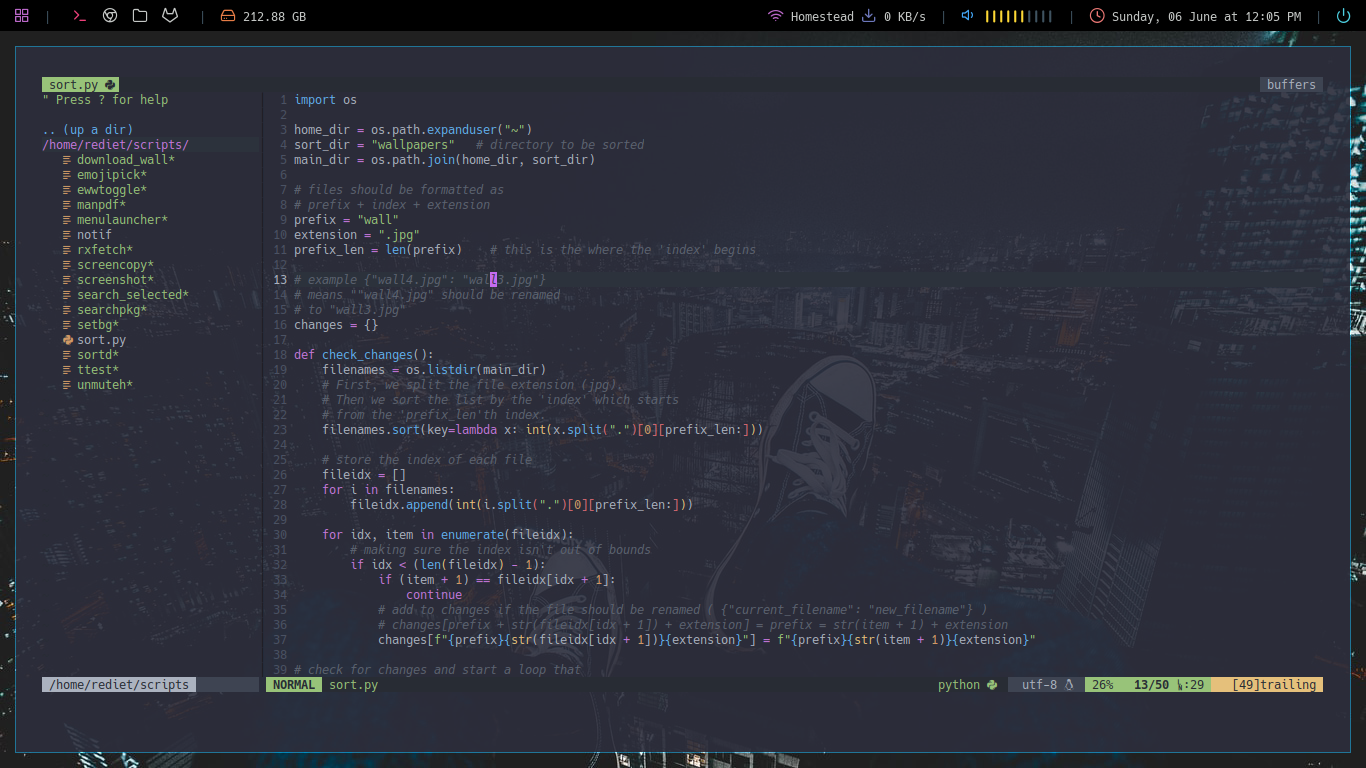 212.88 GB
Homestead 0 KB/s
Sunday, 06 June at 12:05 PM
sort.py
buffers
" Press ? for help
.. (up a dir)
/home/rediet/scripts/
download_wall*
emojipick*
ewwtoggle*
manpdf*
menulauncher*
notif
rxfetch*
screencopy*
screenshot*
search_selected*
searchpkg*
setbg*
sort.py
sortd*
ttest*
unmuteh*
1 import os
2
3 home_dir = os.path.expanduser("~")
4 sort_dir = "wallpapers"   # directory to be sorted
5 main_dir = os.path.join(home_dir, sort_dir)
6
7 # files should be formatted as
8 # prefix + index + extension
9 prefix = "wall"
10 extension = ".jpg"
11 prefix_len = len(prefix)    # this is the where the 'index' begins
12
13 # example {"wall4.jpg": "wall3.jpg"}
14 # means ""wall4.jpg" should be renamed
15 # to "wall3.jpg"
16 changes = {}
17
18 def check_changes():
19     filenames = os.listdir(main_dir)
20     # First, we split the file extension (jpg).
21     # Then we sort the list by the 'index' which starts
22     # from the 'prefix_len'th index.
23     filenames.sort(key=lambda x: int(x.split(".")[0][prefix_len:]))
24
25     # store the index of each file
26     fileidx = []
27     for i in filenames:
28         fileidx.append(int(i.split(".")[0][prefix_len:]))
29
30     for idx, item in enumerate(fileidx):
31         # making sure the index isn't out of bounds
32         if idx < (len(fileidx) - 1):
33             if (item + 1) == fileidx[idx + 1]:
34                 continue
35             # add to changes if the file should be renamed ( {"current_filename": "new_filename"} )
36             # changes[prefix + str(fileidx[idx + 1]) + extension] = prefix = str(item + 1) + extension
37             changes[f"{prefix}{str(fileidx[idx + 1])}{extension}"] = f"{prefix}{str(item + 1)}{extension}"
38
39 # check for changes and start a loop that
/home/rediet/scripts
NORMAL sort.py
python
utf-8
26% 13/50 :29
[49]trailing